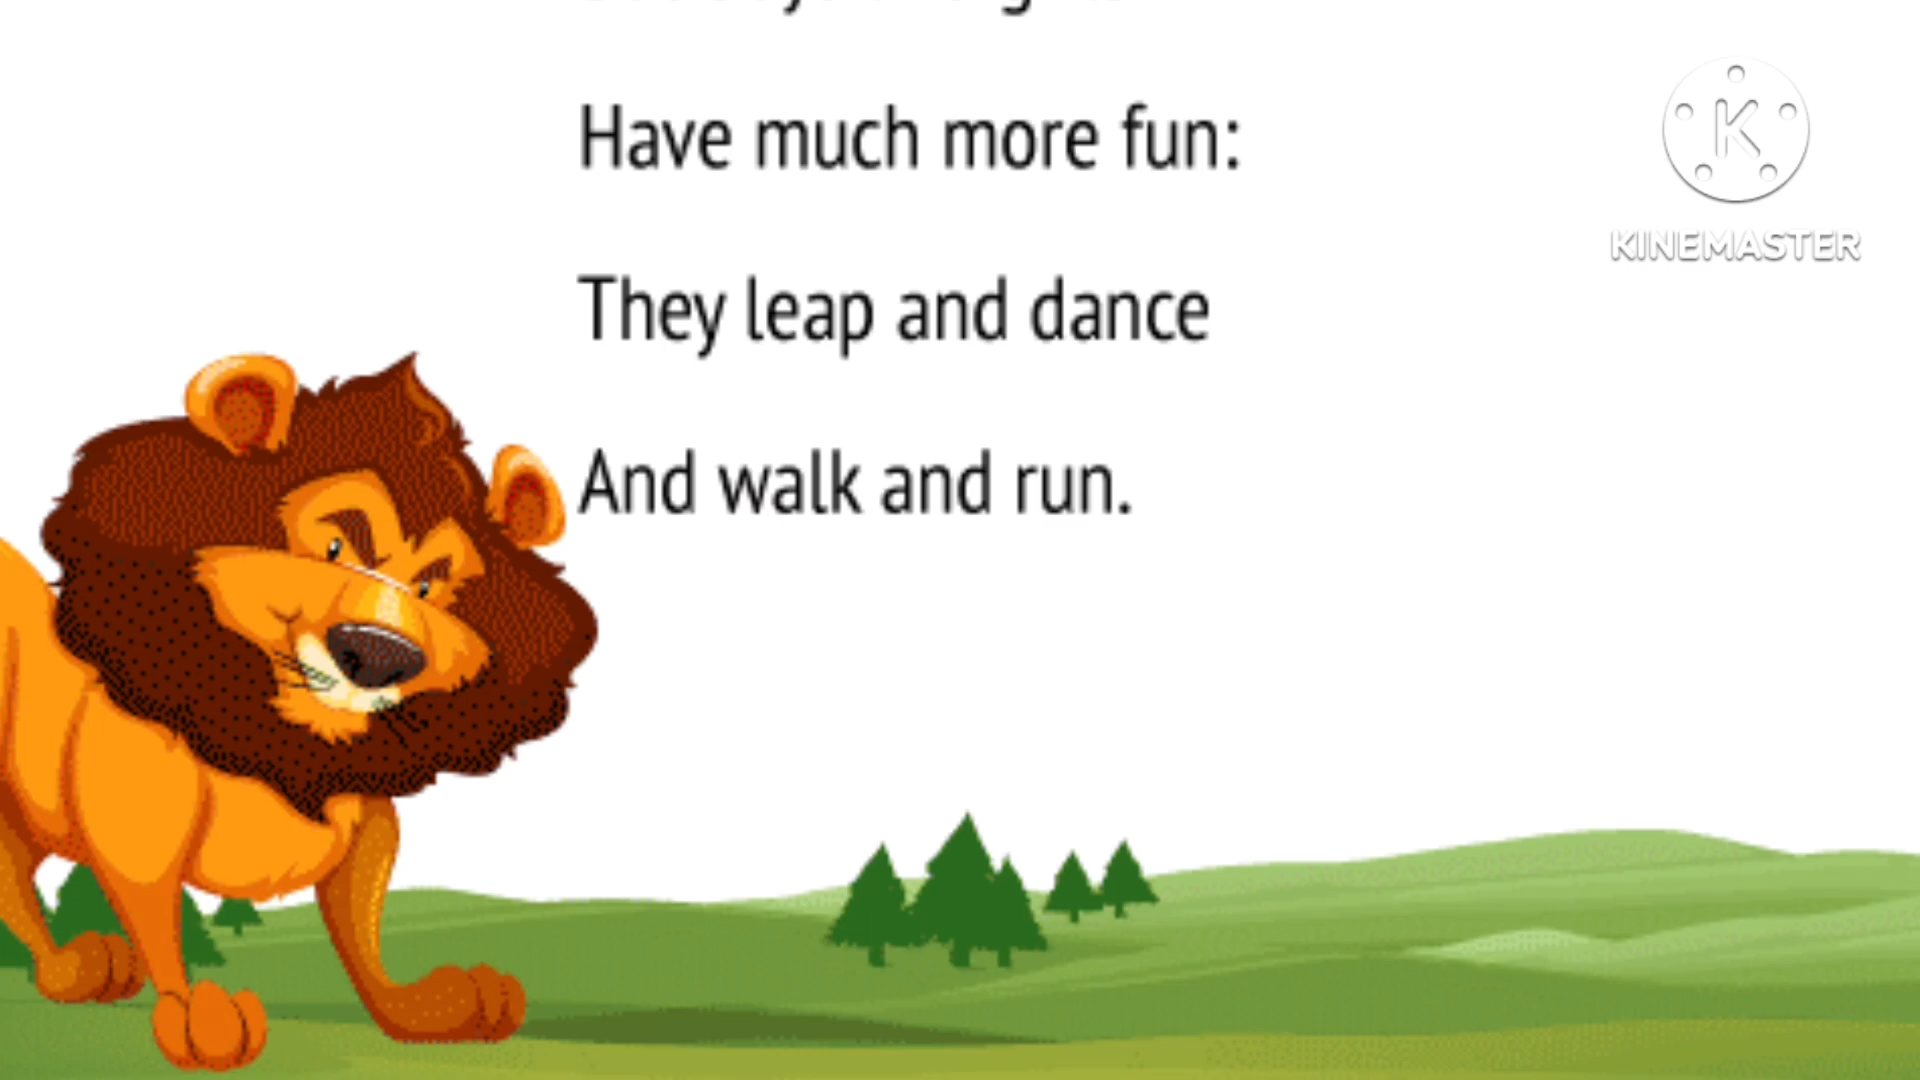 Have much more fun:
They leap and dance
And walk and run.
K
KINEMASTER